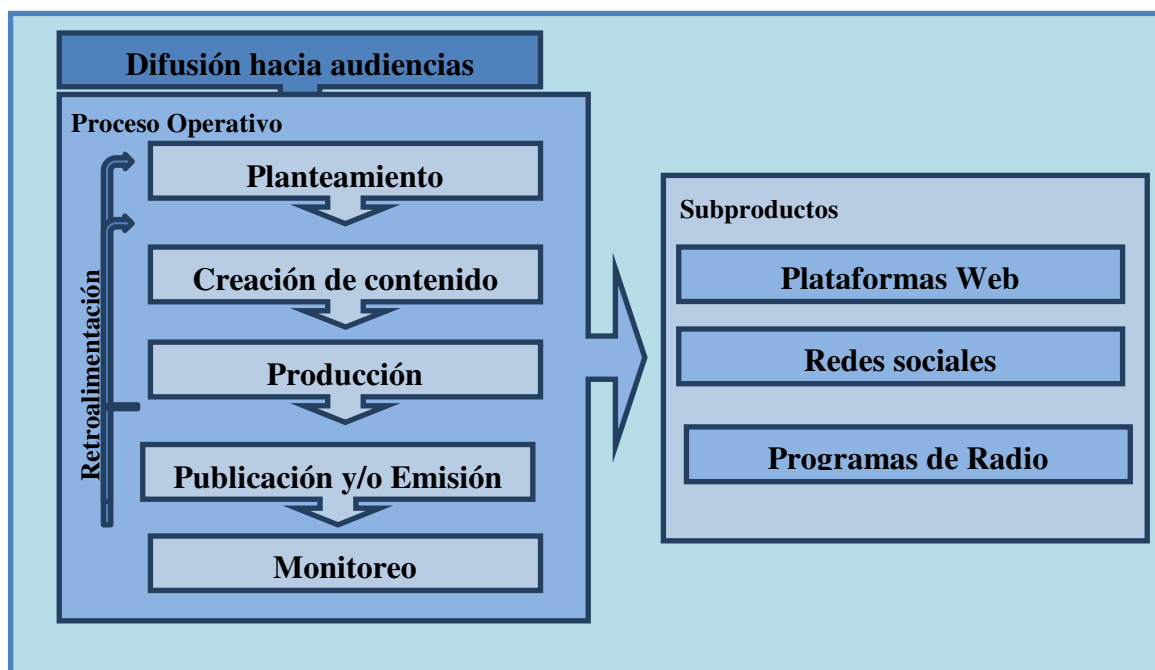 Difusión hacia audiencias
Proceso Operativo
Planteamiento
Creación de contenido
Producción
Publicación y/o Emisión
Monitoreo
Retroalimentación
Subproductos
Plataformas Web
Redes sociales
Programas de Radio